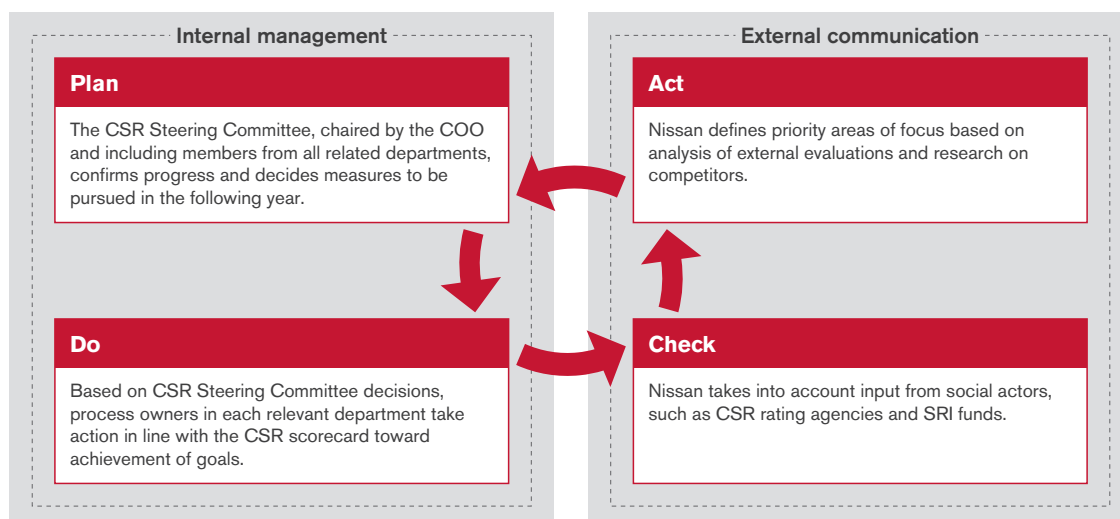 Internal management
Plan
The CSR Steering Committee, chaired by the COO
and including members from all related departments,
confirms progress and decides measures to be
pursued in the following year.
Do
Based on CSR Steering Committee decisions,
process owners in each relevant department take
action in line with the CSR scorecard toward
achievement of goals.
External communication
Act
Nissan defines priority areas of focus based on
analysis of external evaluations and research on
competitors.
Check
Nissan takes into account input from social actors,
such as CSR rating agencies and SRI funds.